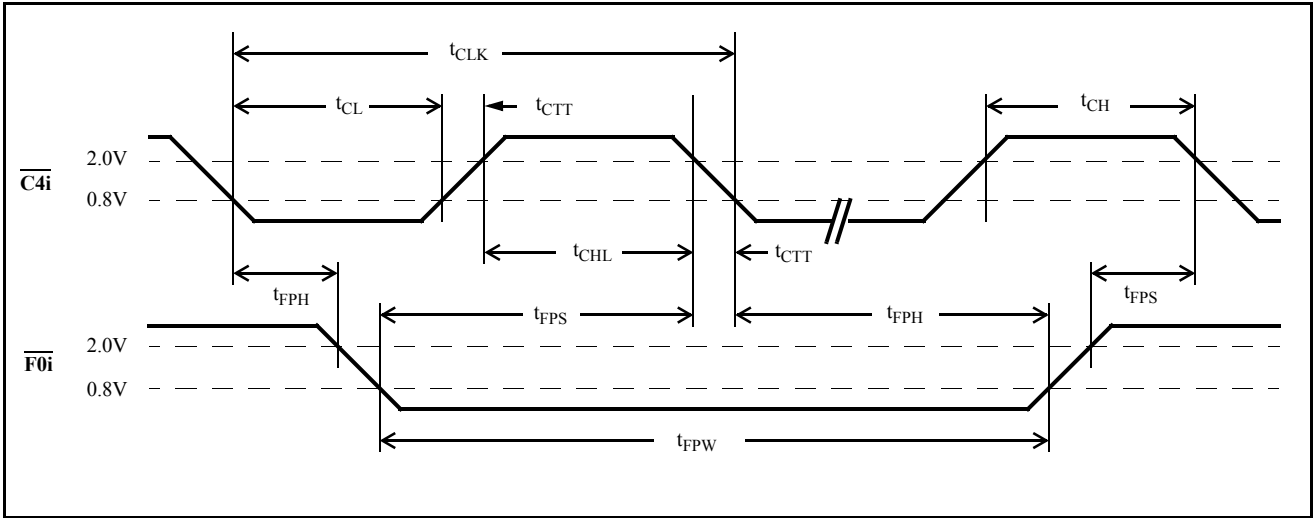 tCLK
tCL
tCTT
tCH
2.0V
C4i
0.8V
tCHL
tCTT
tFPH
tFPS
tFPS
tFPH
2.0V
F0i
0.8V
tFPW